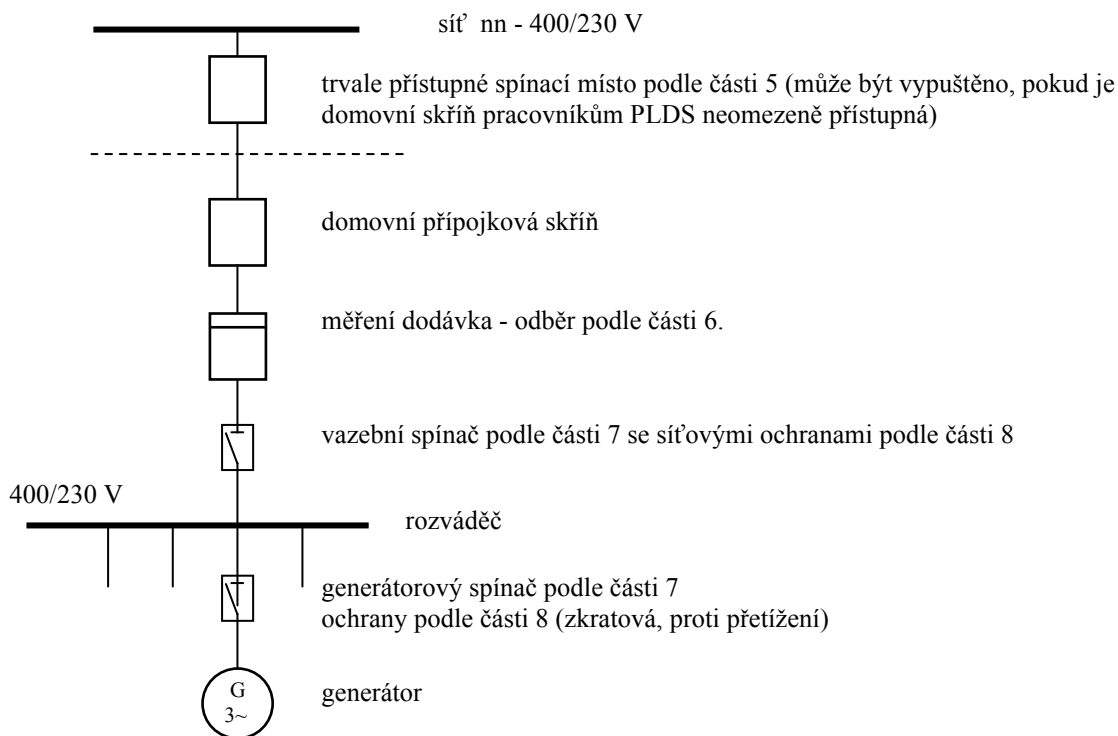 síť nn - 400/230 V
trvale přístupné spínací místo podle části 5 (může být vypuštěno, pokud je
domovní skříň pracovníkům PLDS neomezeně přístupná)
domovní přípojková skříň
měření dodávka - odběr podle části 6.
vazební spínač podle části 7 se síťovými ochranami podle části 8
400/230 V
rozváděč
generátorový spínač podle části 7
ochrany podle části 8 (zkratová, proti přetížení)
G
3~
generátor